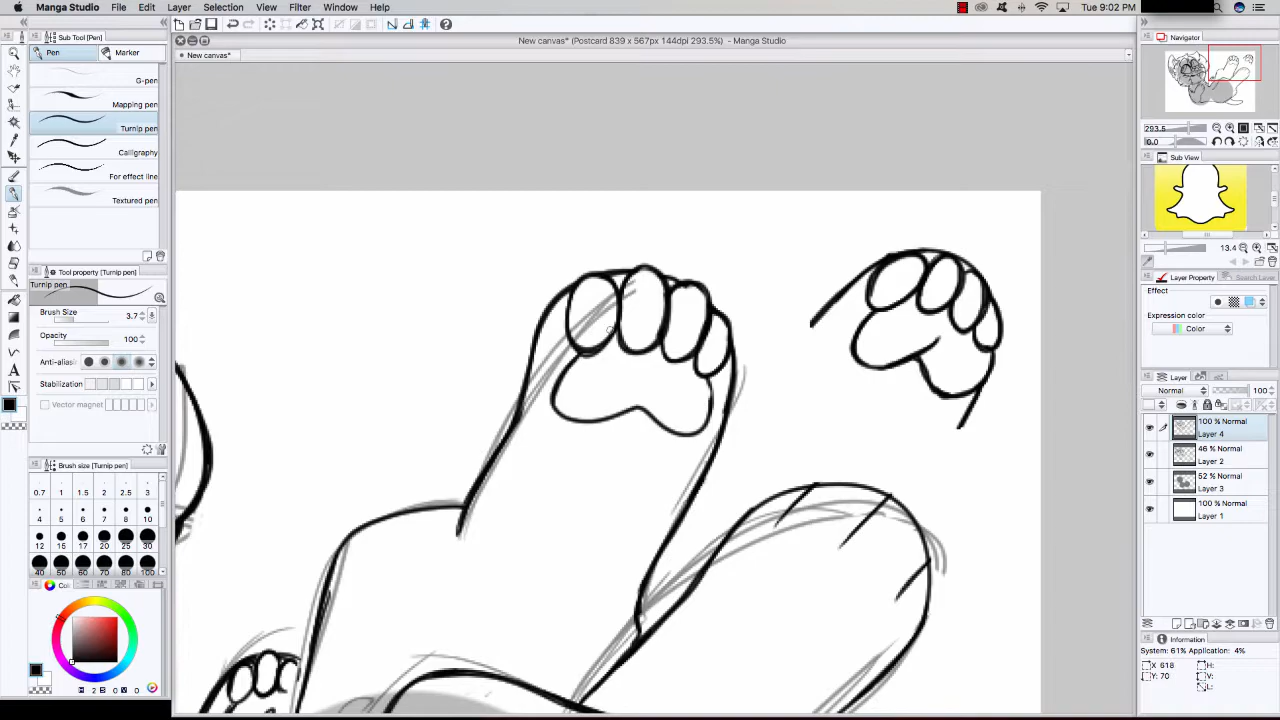 Manga Studio File Edit Layer Selection View Filter Window Help Tue 9:02 PM
Sub Tool [Pen]
New canvas* (Postcard 839 x 567px 144dpi 293.5%) - Manga Studio
Navigator
Pen Marker
New canvas*
G-pen
Mapping pen
Turnip pen
Calligraphy
For effect line
Textured pen
293.5
0.0
Sub View
13.4
Tool property [Turnip pen]
Turnip pen
Brush Size 3.7
Opacity 100
Anti-alias
Stabilization
Vector magnet
Layer Property Search Layer
Effect
Expression color
Color
Layer
Normal 100
100 % Normal
Layer 4
46 % Normal
Layer 2
52 % Normal
Layer 3
100 % Normal
Layer 1
Brush size [Turnip pen]
0.7 1 1.5 2 2.5 3
4 5 6 7 8 10
12 15 17 20 25 30
40 50 60 70 80 100
2 0 0
Information
System: 61% Application: 4%
X 618 H:
Y: 70 V:
L: